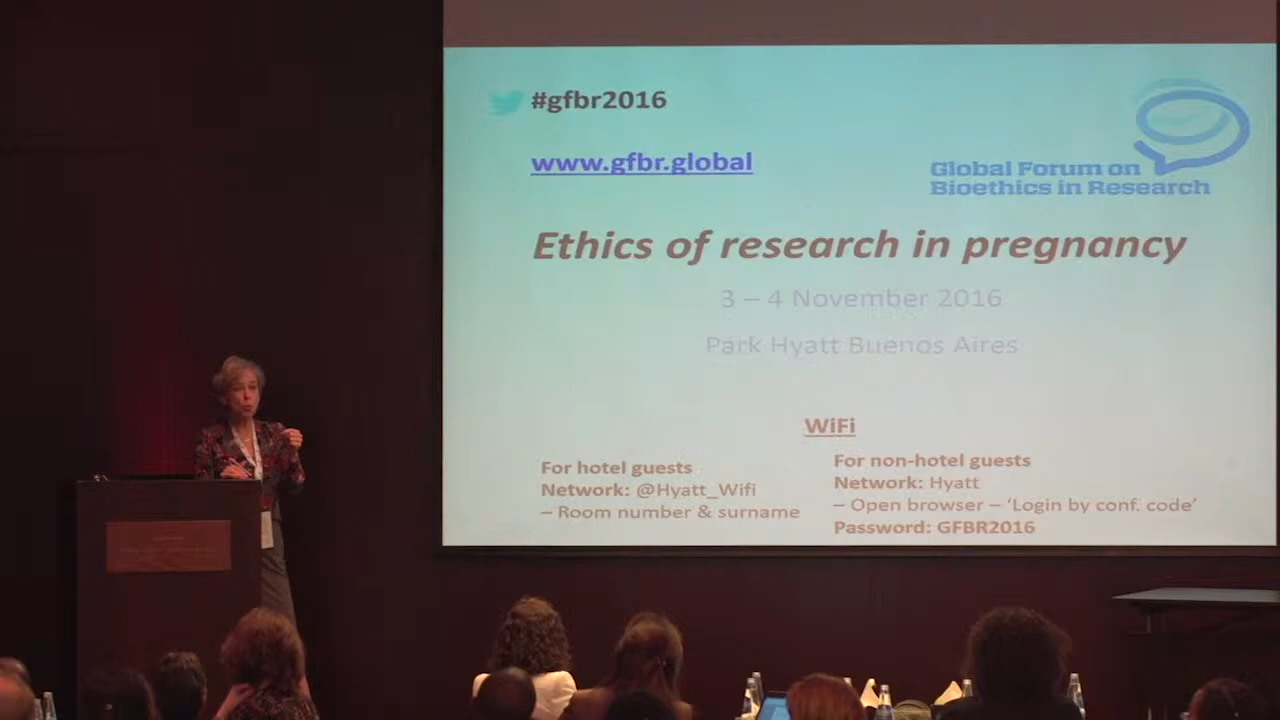 #gfbr2016
www.gfbr.global
Global Forum on
Bioethics in Research
Ethics of research in pregnancy
3 – 4 November 2016
Park Hyatt Buenos Aires
WiFi
For hotel guests
Network: @Hyatt_Wifi
– Room number & surname
For non-hotel guests
Network: Hyatt
– Open browser – ‘Login by conf. code’
Password: GFBR2016